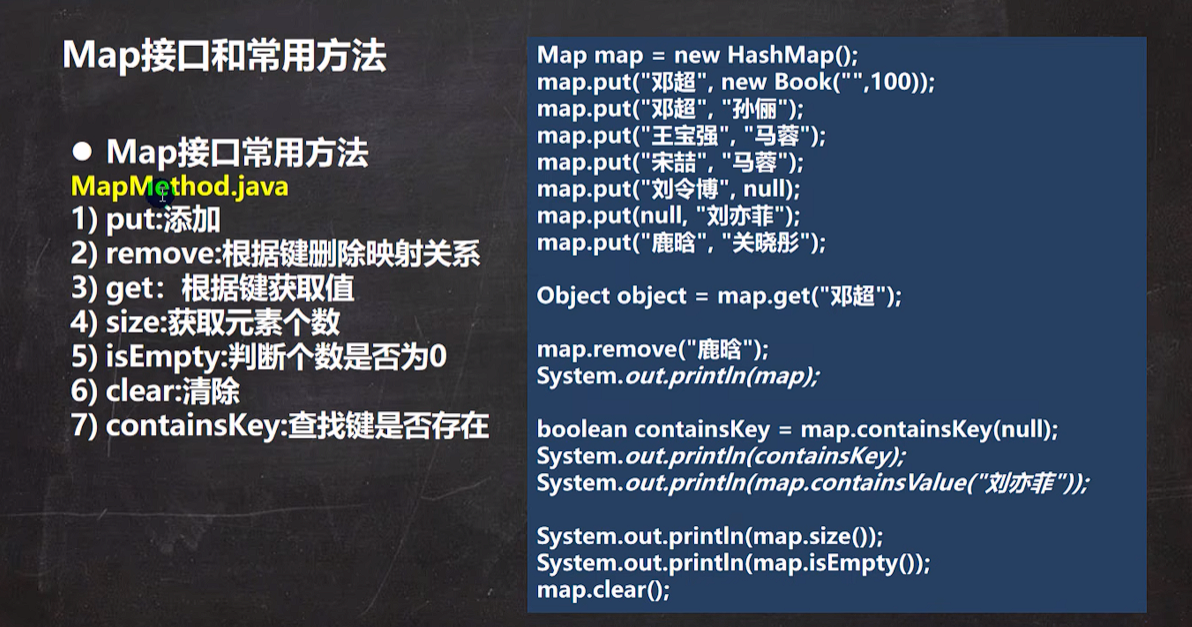 Map接口和常用方法
● Map接口常用方法
MapMethod.java
1) put:添加
2) remove:根据键删除映射关系
3) get：根据键获取值
4) size:获取元素个数
5) isEmpty:判断个数是否为0
6) clear:清除
7) containsKey:查找键是否存在
Map map = new HashMap();
map.put("邓超", new Book("",100));
map.put("邓超", "孙俪");
map.put("王宝强", "马蓉");
map.put("宋喆", "马蓉");
map.put("刘令博", null);
map.put(null, "刘亦菲");
map.put("鹿晗", "关晓彤");
Object object = map.get("邓超");
map.remove("鹿晗");
System.out.println(map);
boolean containsKey = map.containsKey(null);
System.out.println(containsKey);
System.out.println(map.containsValue("刘亦菲"));
System.out.println(map.size());
System.out.println(map.isEmpty());
map.clear();